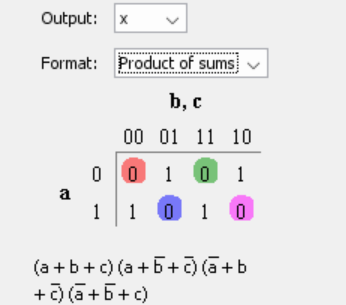 Output: x
Format: Product of sums
b, c
00 01 11 10
0 0 1 0 1
a
1 1 0 1 0
(a + b + c) (a + b̅ + c̅) (a̅ + b
+ c̅) (a̅ + b̅ + c)